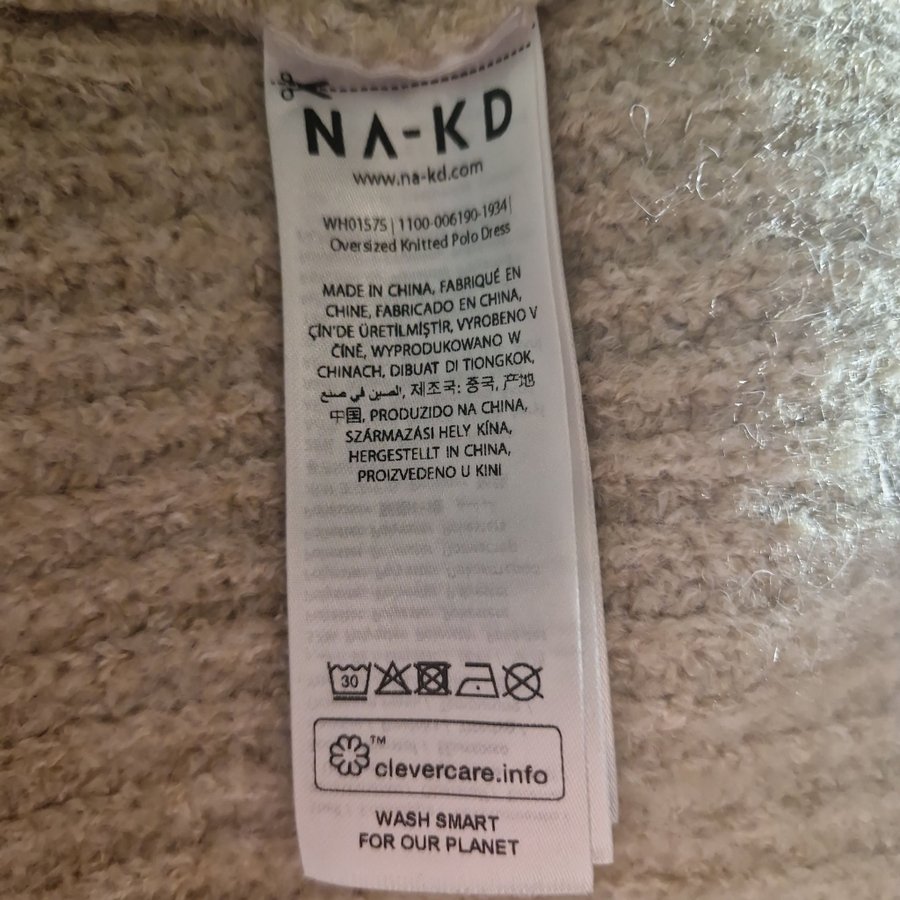 NA-KD
www.na-kd.com
WH01575 | 1100-006190-1934 |
Oversized Knitted Polo Dress
MADE IN CHINA, FABRIQUÉ EN
CHINE, FABRICADO EN CHINA,
ÇİN'DE ÜRETİLMİŞTİR, VYROBENO V
ČÍNĚ, WYPRODUKOWANO W
CHINACH, DIBUAT DI TIONGKOK,
الصين في صنع, 제조국: 중국, 产地
中国, PRODUZIDO NA CHINA,
SZÁRMAZÁSI HELY KÍNA,
HERGESTELLT IN CHINA,
PROIZVEDENO U KINI
30
TM
clevercare.info
WASH SMART
FOR OUR PLANET